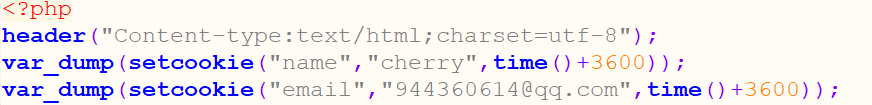 <?php
header("Content-type:text/html;charset=utf-8");
var_dump(setcookie("name","cherry",time()+3600));
var_dump(setcookie("email","944360614@qq.com",time()+3600));